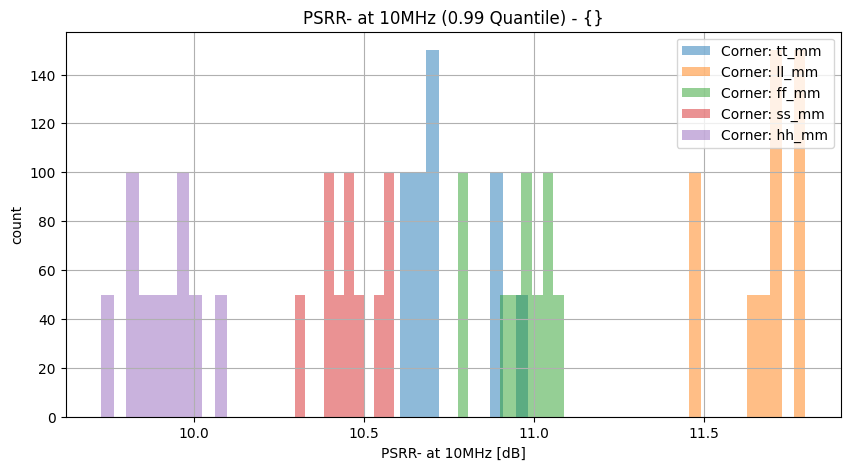 PSRR- at 10MHz (0.99 Quantile) - {}
Corner: tt_mm
Corner: ll_mm
Corner: ff_mm
Corner: ss_mm
Corner: hh_mm
count
140
120
100
80
60
40
20
0
10.0
10.5
11.0
11.5
PSRR- at 10MHz [dB]